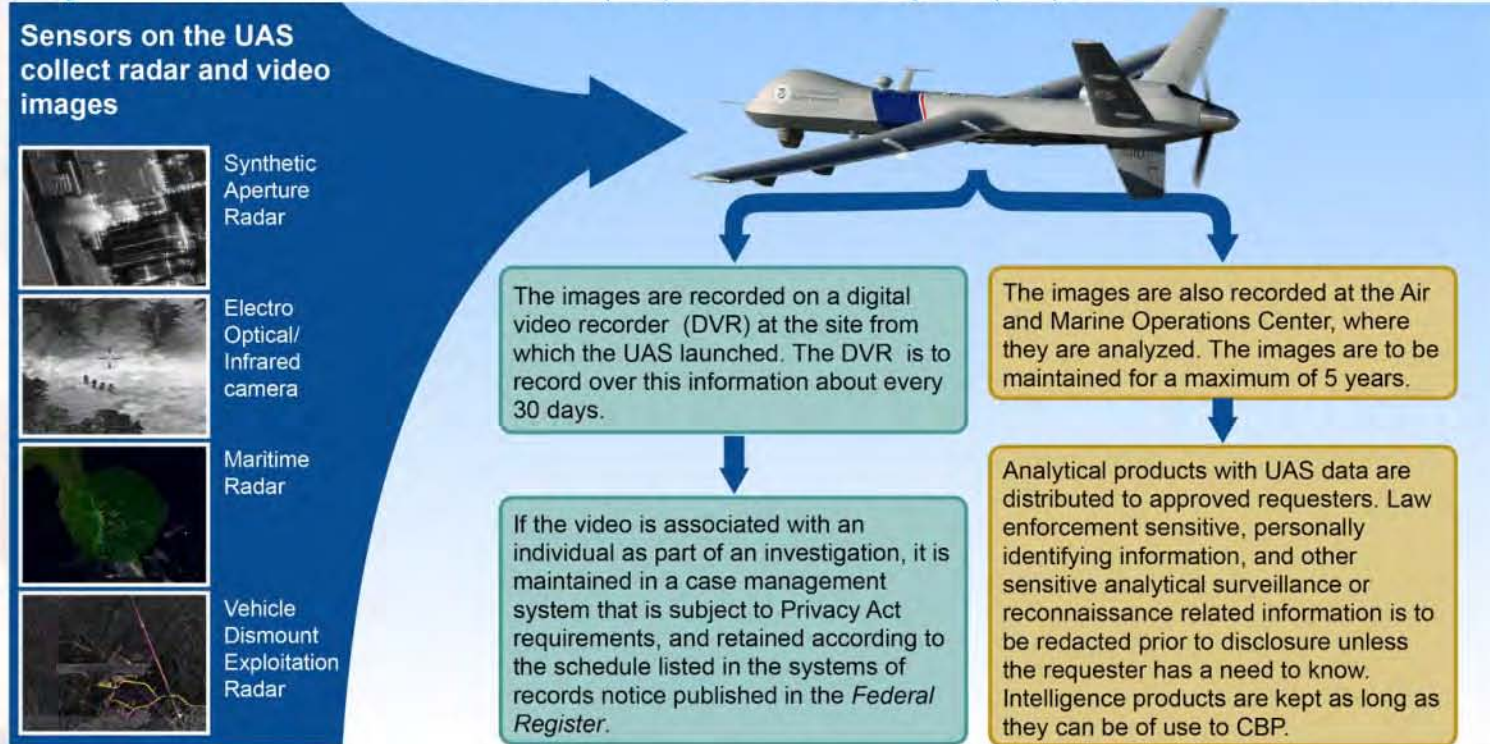 Sensors on the UAS
collect radar and video
images
Synthetic
Aperture
Radar
Electro
Optical/
Infrared
camera
Maritime
Radar
Vehicle
Dismount
Exploitation
Radar
The images are recorded on a digital
video recorder (DVR) at the site from
which the UAS launched. The DVR is to
record over this information about every
30 days.
If the video is associated with an
individual as part of an investigation, it is
maintained in a case management
system that is subject to Privacy Act
requirements, and retained according to
the schedule listed in the systems of
records notice published in the Federal
Register.
The images are also recorded at the Air
and Marine Operations Center, where
they are analyzed. The images are to be
maintained for a maximum of 5 years.
Analytical products with UAS data are
distributed to approved requesters. Law
enforcement sensitive, personally
identifying information, and other
sensitive analytical surveillance or
reconnaissance related information is to
be redacted prior to disclosure unless
the requester has a need to know.
Intelligence products are kept as long as
they can be of use to CBP.